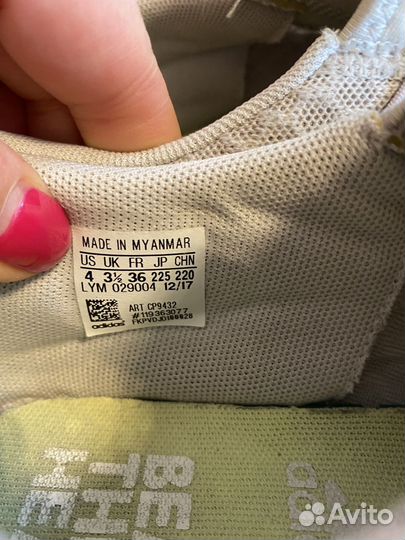 MADE IN MYANMAR
US UK FR JP CHN
4 3½ 36 225 220
LYM 029004 12/17
ART CP9432
#119363077
adidas
Avito